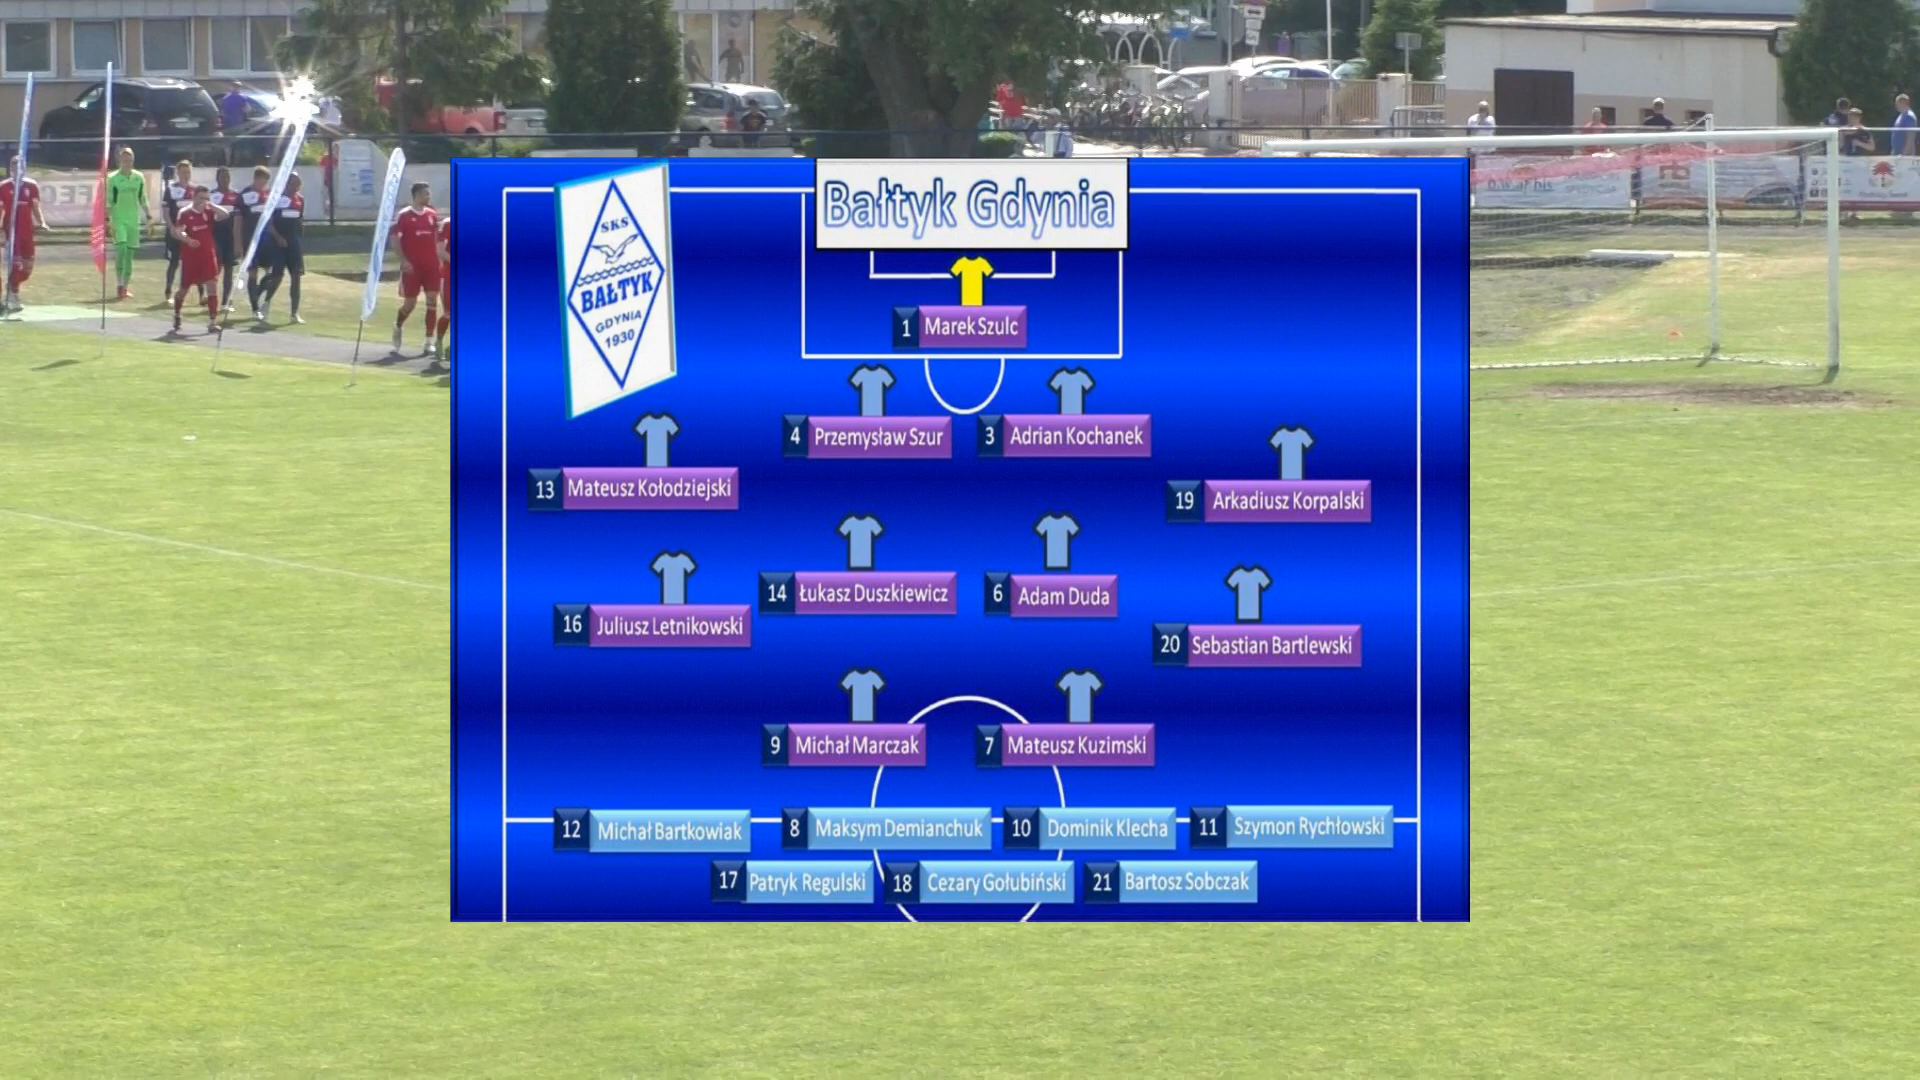 Bałtyk Gdynia
SKS
BAŁTYK
GDYNIA
1930
1 Marek Szulc
4 Przemysław Szur
3 Adrian Kochanek
13 Mateusz Kołodziejski
19 Arkadiusz Korpalski
14 Łukasz Duszkiewicz
6 Adam Duda
16 Juliusz Letnikowski
20 Sebastian Bartlewski
9 Michał Marczak
7 Mateusz Kuzimski
12 Michał Bartkowiak
8 Maksym Demianchuk
10 Dominik Klecha
11 Szymon Rychłowski
17 Patryk Regulski
18 Cezary Gołubiński
21 Bartosz Sobczak